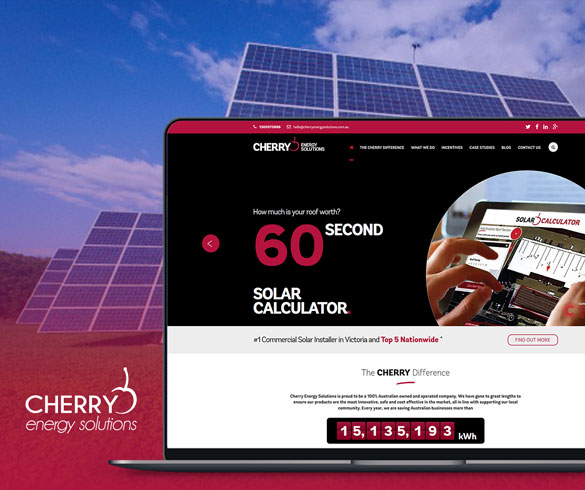 1300 070 886 hello@cherryenergysolutions.com.au
CHERRY ENERGY SOLUTIONS
THE CHERRY DIFFERENCE WHAT WE DO INCENTIVES CASE STUDIES BLOG CONTACT US
How much is your roof worth?
60 SECOND
SOLAR
CALCULATOR.
SOLAR CALCULATOR
#1 Commercial Solar Installer in Victoria and Top 5 Nationwide *
FIND OUT MORE
The CHERRY Difference
Cherry Energy Solutions is proud to be a 100% Australian owned and operated company. We have gone to great lengths to
ensure our products are the most innovative, safe and cost effective in the market, all in line with supporting our local
community. Every year, we are saving Australian businesses more than
15,135,193 kWh
CHERRY
energy solutions